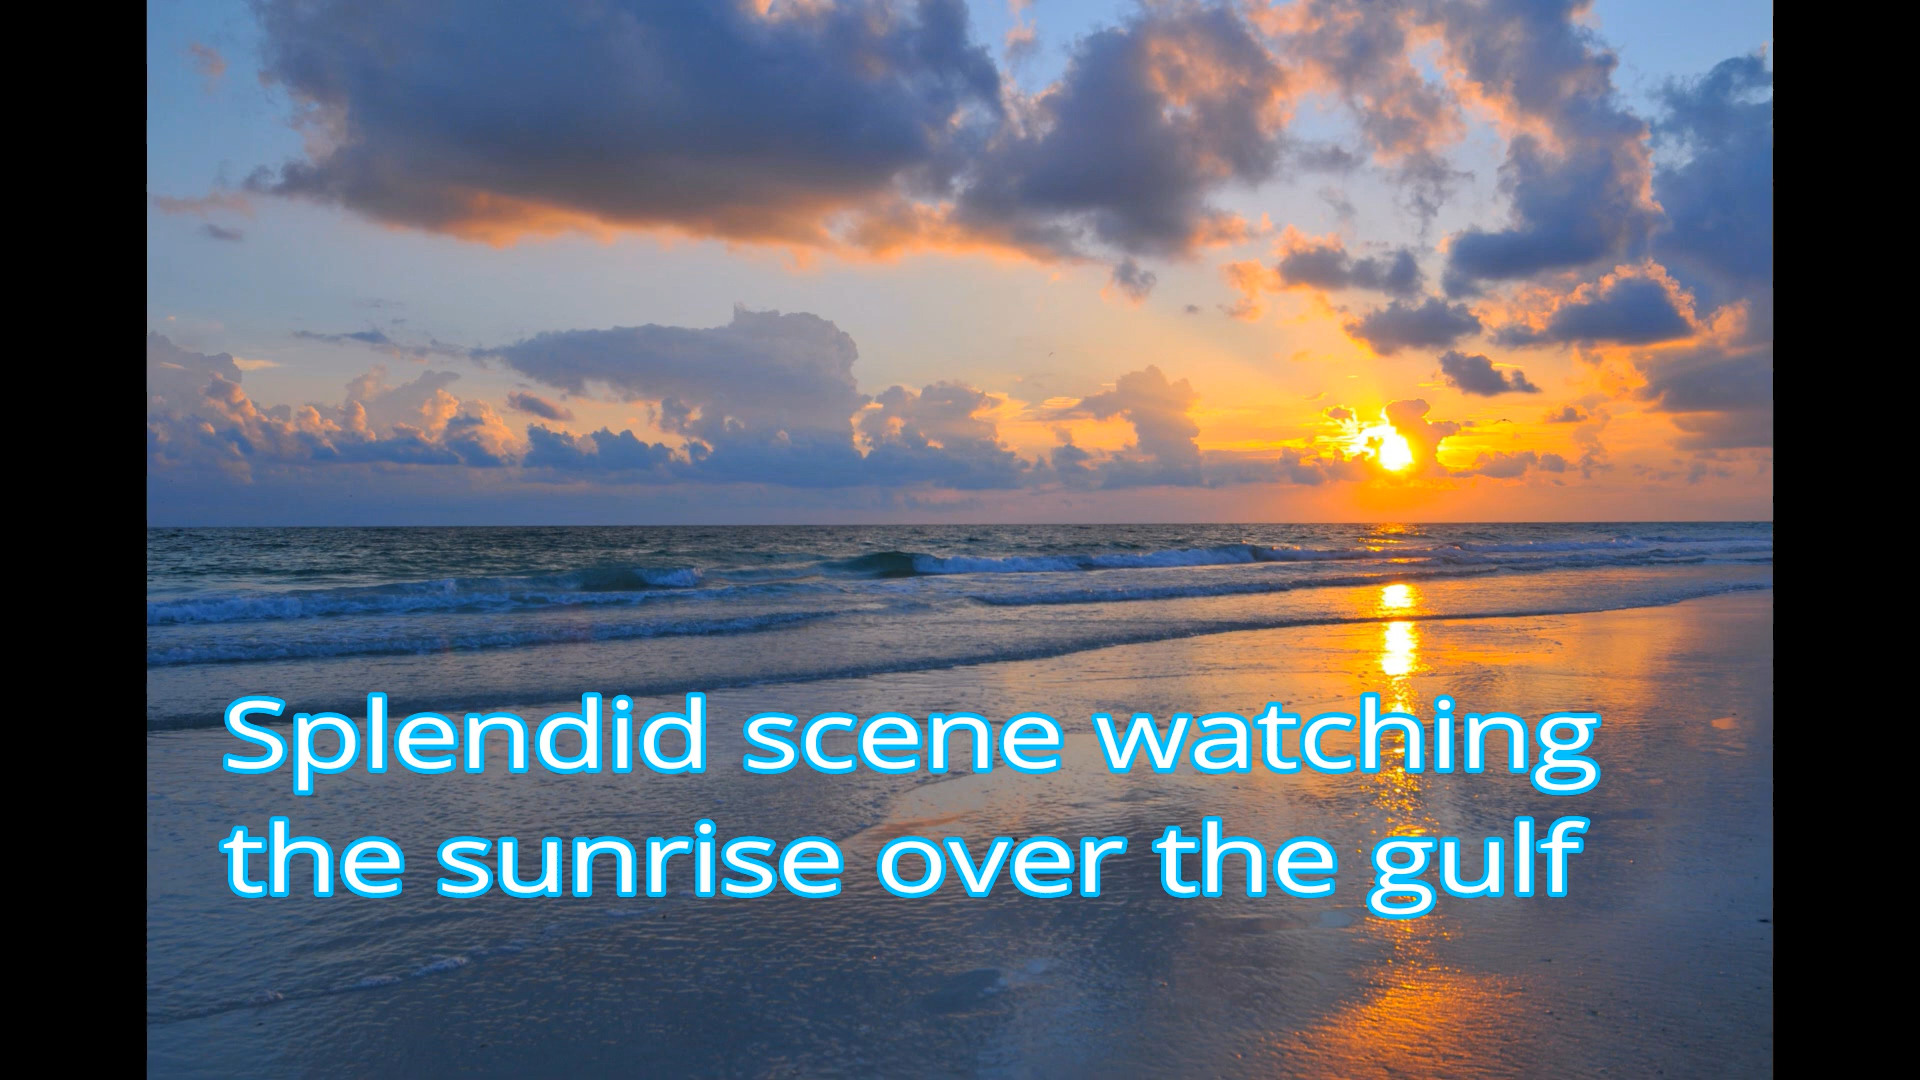 Splendid scene watching
the sunrise over the gulf